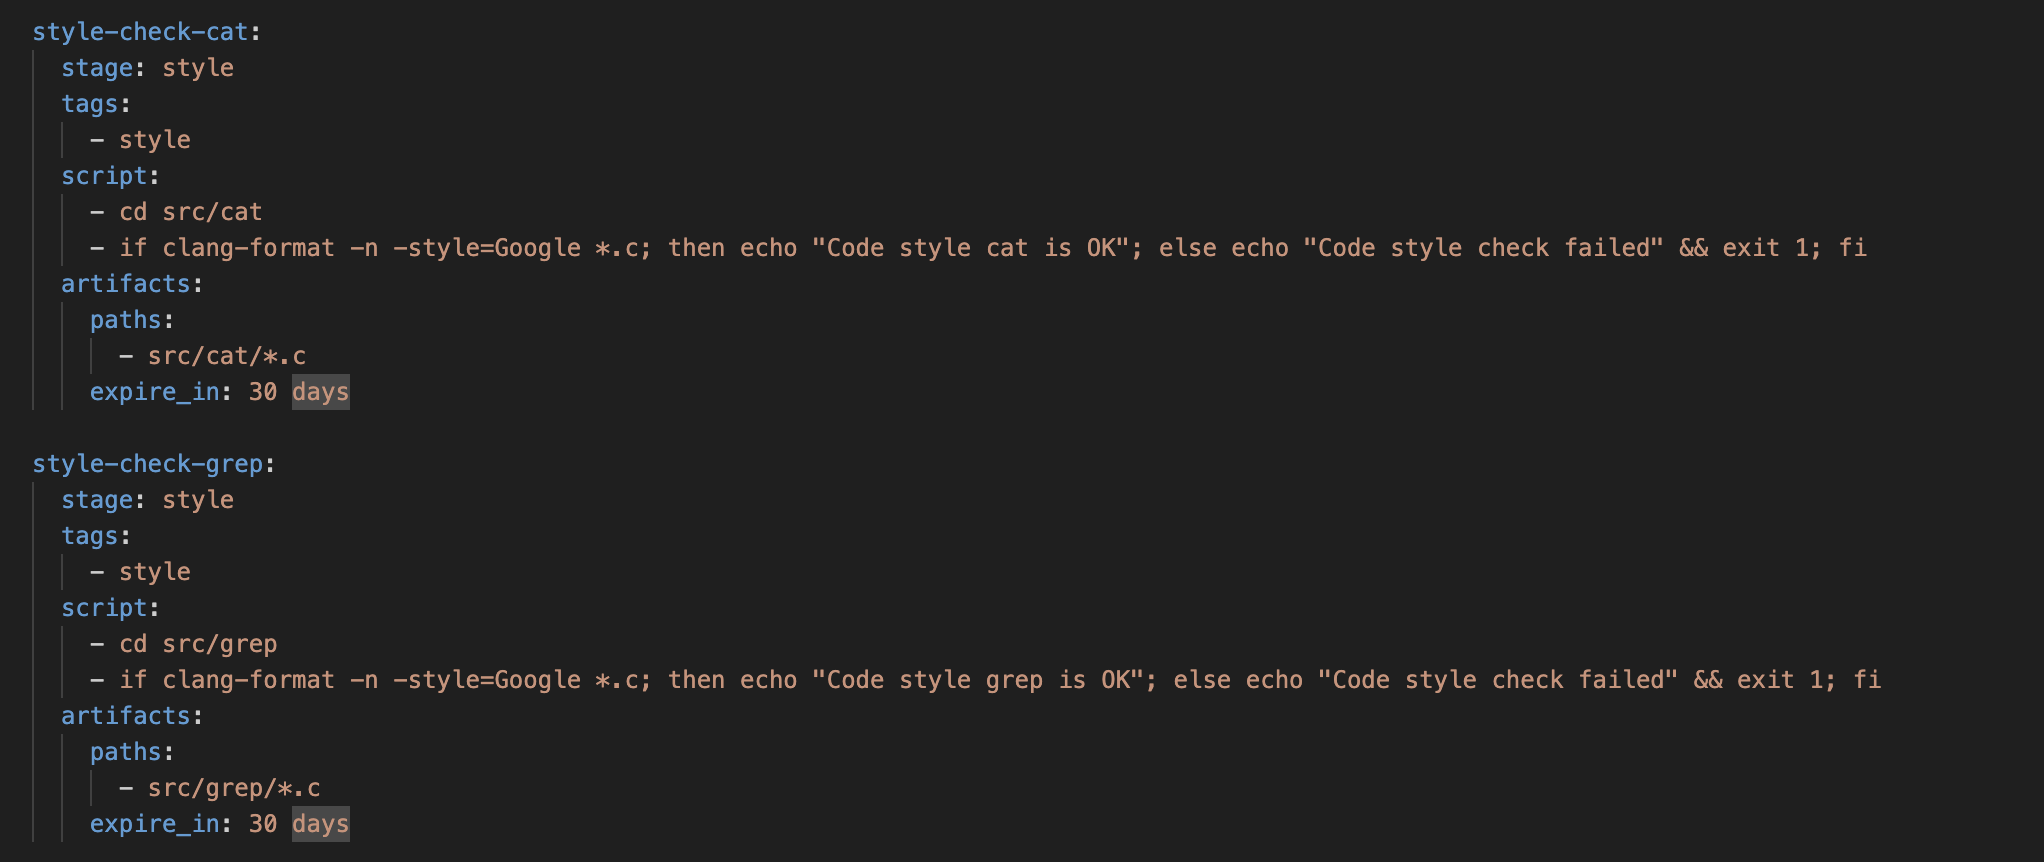 style-check-cat:
  stage: style
  tags:
    - style
  script:
    - cd src/cat
    - if clang-format -n -style=Google *.c; then echo "Code style cat is OK"; else echo "Code style check failed" && exit 1; fi
  artifacts:
    paths:
      - src/cat/*.c
    expire_in: 30 days

style-check-grep:
  stage: style
  tags:
    - style
  script:
    - cd src/grep
    - if clang-format -n -style=Google *.c; then echo "Code style grep is OK"; else echo "Code style check failed" && exit 1; fi
  artifacts:
    paths:
      - src/grep/*.c
    expire_in: 30 days